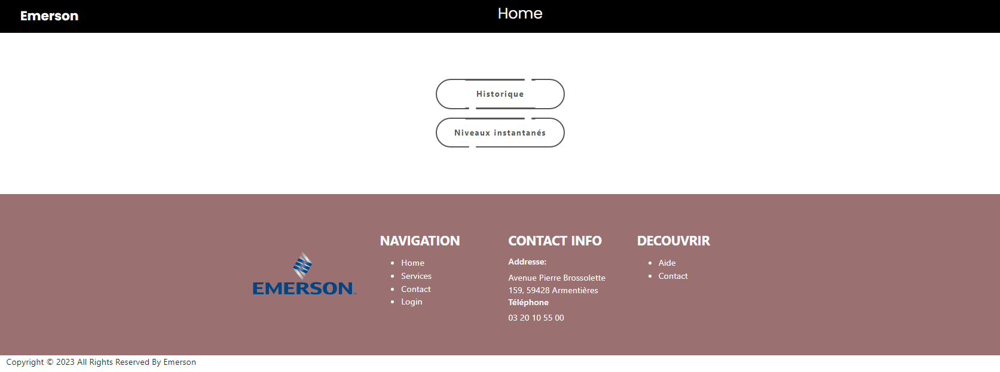 Emerson
Home
Historique
Niveaux instantanés
EMERSON
NAVIGATION
Home
Services
Contact
Login
CONTACT INFO
Addresse:
Avenue Pierre Brossolette
159, 59428 Armentières
Téléphone
03 20 10 55 00
DECOUVRIR
Aide
Contact
Copyright © 2023 All Rights Reserved By Emerson